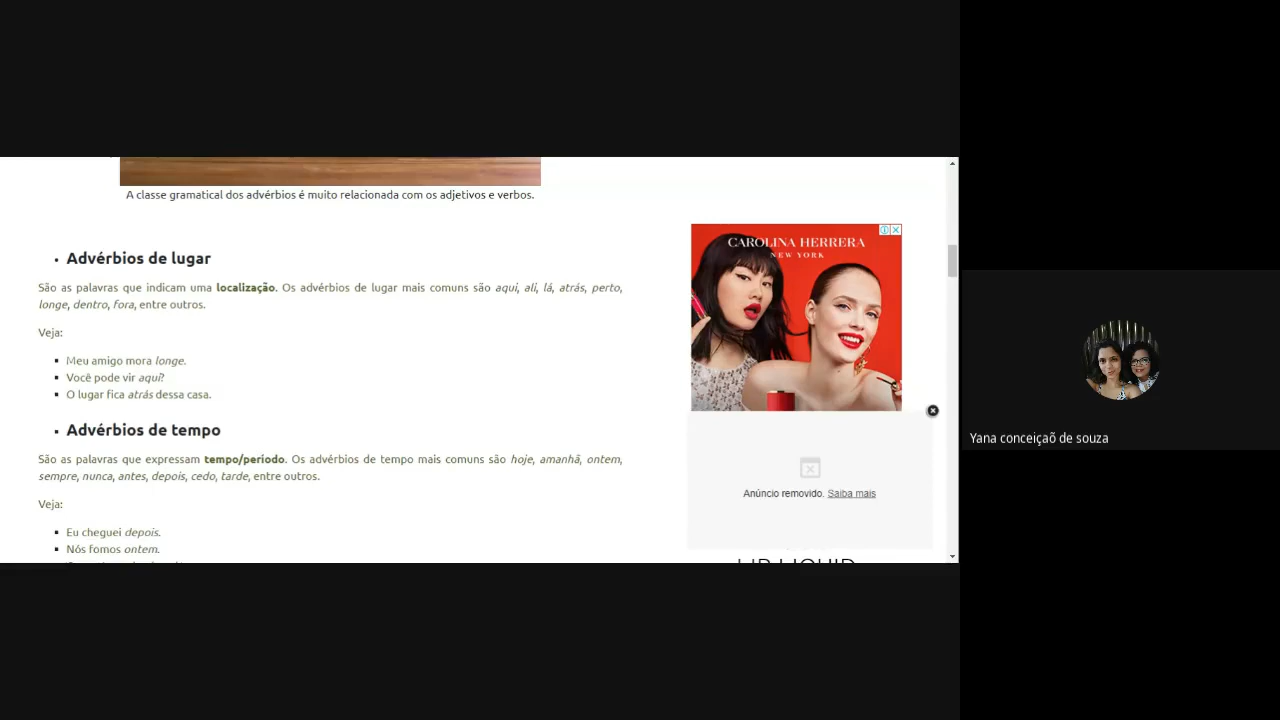 A classe gramatical dos advérbios é muito relacionada com os adjetivos e verbos.
Advérbios de lugar
São as palavras que indicam uma localização. Os advérbios de lugar mais comuns são aqui, ali, lá, atrás, perto,
longe, dentro, fora, entre outros.
Veja:
Meu amigo mora longe.
Você pode vir aqui?
O lugar fica atrás dessa casa.
Advérbios de tempo
São as palavras que expressam tempo/período. Os advérbios de tempo mais comuns são hoje, amanhã, ontem,
sempre, nunca, antes, depois, cedo, tarde, entre outros.
Veja:
Eu cheguei depois.
Nós fomos ontem.
CAROLINA HERRERA
NEW YORK
Anúncio removido. Saiba mais
Yana conceiçaõ de souza